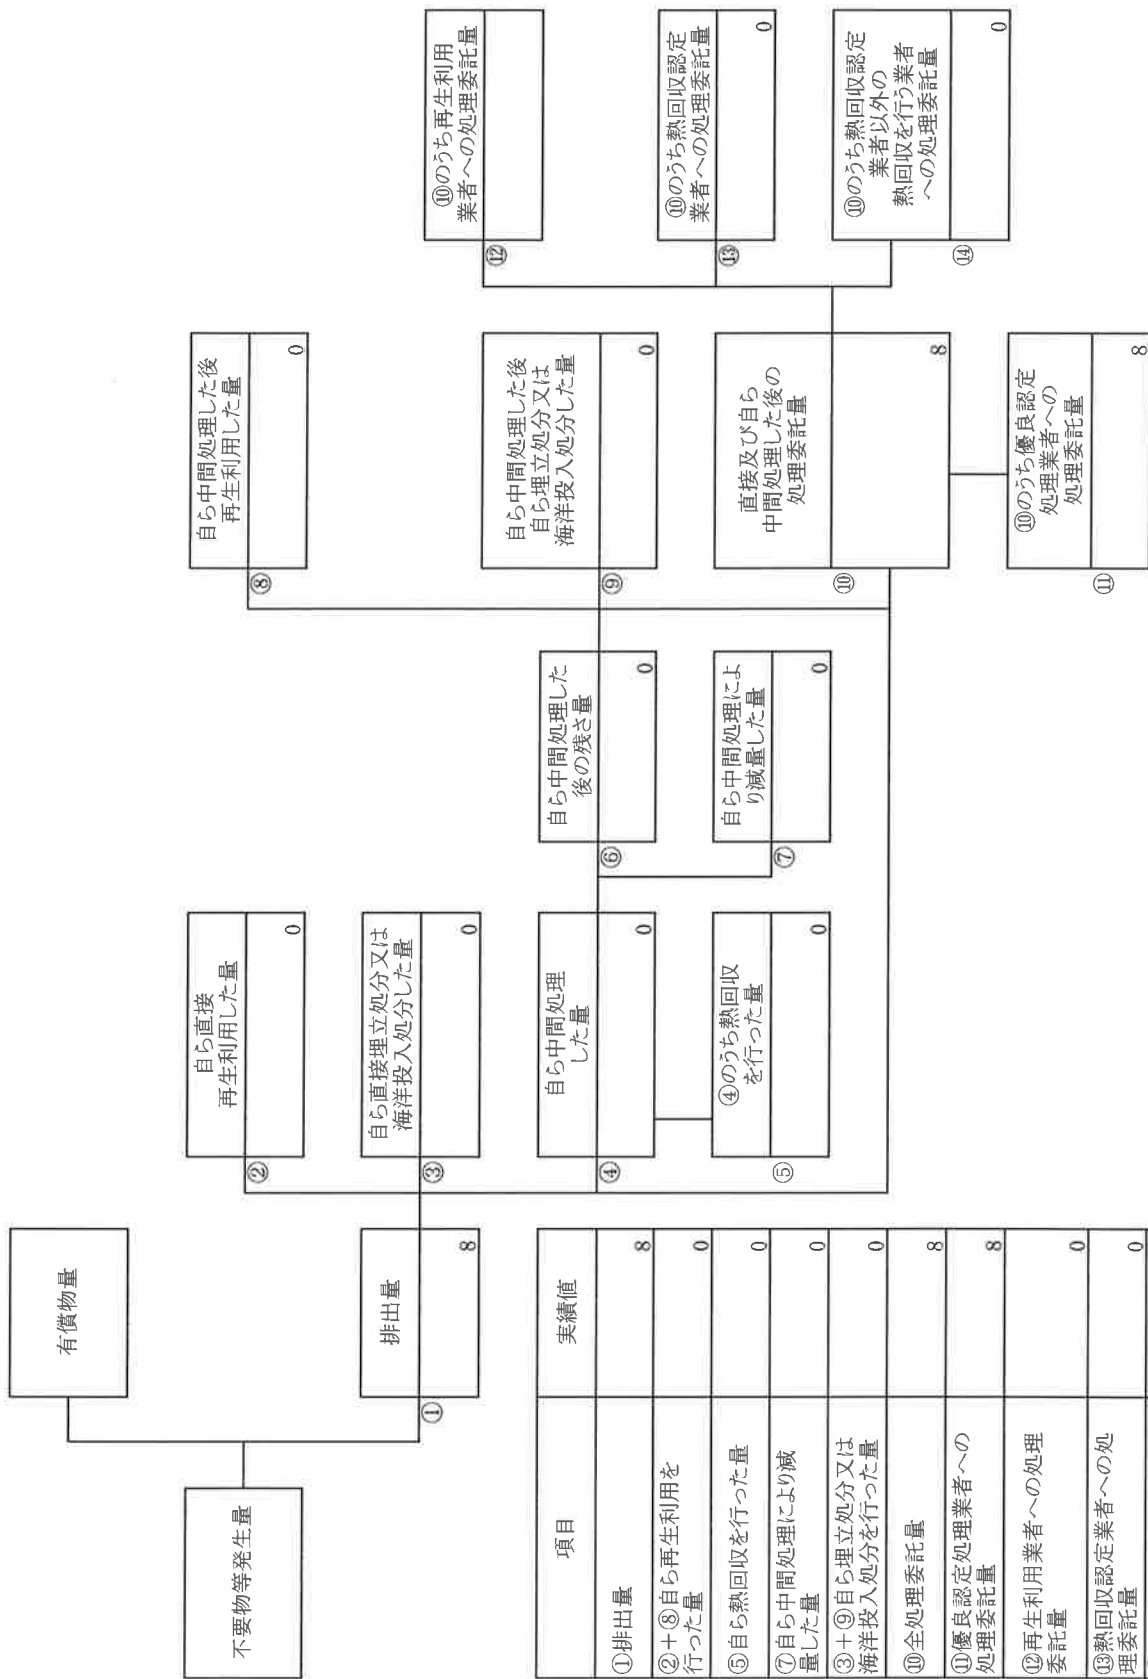 不要物等発生量
有償物量
①
排出量
8
②
自ら直接
再生利用した量
0
③
自ら直接埋立処分又は
海洋投入処分した量
0
④
自ら中間処理
した量
0
⑤
④のうち熱回収
を行った量
0
⑥
自ら中間処理した
後の残さ量
0
⑦
自ら中間処理によ
り減量した量
0
⑧
自ら中間処理した後
再生利用した量
0
⑨
自ら中間処理した後
自ら埋立処分又は
海洋投入処分した量
0
⑩
直接及び自ら
中間処理した後の
処理委託量
8
⑪
⑩のうち優良認定
処理業者への
処理委託量
8
⑫
⑩のうち再生利用
業者への処理委託量
⑬
⑩のうち熱回収認定
業者への処理委託量
0
⑭
⑩のうち熱回収認定
業者以外の
熱回収を行う業者
への処理委託量
0
項目 実績値
①排出量 8
②+⑧自ら再生利用を
行った量 0
⑤自ら熱回収を行った量 0
⑦自ら中間処理により減
量した量 0
③+⑨自ら埋立処分又は
海洋投入処分を行った量 0
⑩全処理委託量 8
⑪優良認定処理業者への
処理委託量 8
⑫再生利用業者への処理
委託量 0
⑬熱回収認定業者への処
理委託量 0